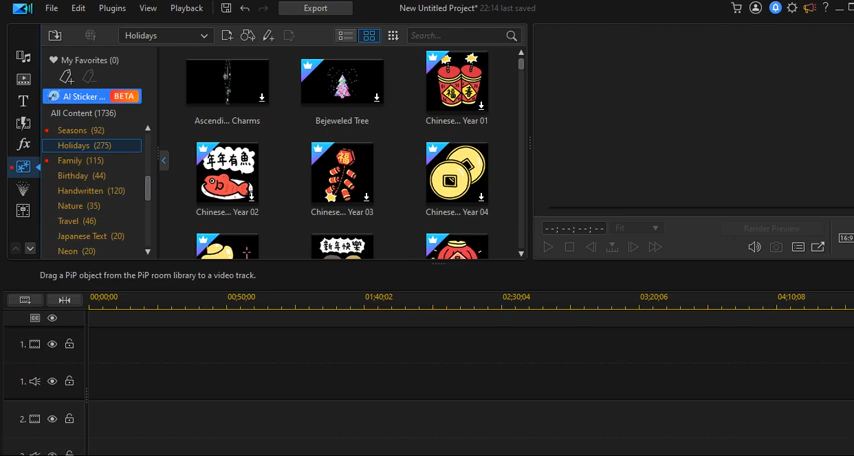 File Edit Plugins View Playback Export New Untitled Project* 22:14 last saved ?
Holidays Search...
My Favorites (0)
AI Sticker ... BETA
All Content (1736)
Seasons (92)
Holidays (275)
Family (115)
Birthday (44)
Handwritten (120)
Nature (35)
Travel (46)
Japanese Text (20)
Neon (20)
T
fx
Ascendi... Charms
Bejeweled Tree
福
Chinese... Year 01
年年有魚
Chinese... Year 02
福
Chinese... Year 03
Chinese... Year 04
新年快樂
--;--;--;-- Fit Render Preview
16:9
Drag a PiP object from the PiP room library to a video track.
00;00;00 00;50;00 01;40;02 02;30;04 03;20;06 04;10;08
1.
1.
2.